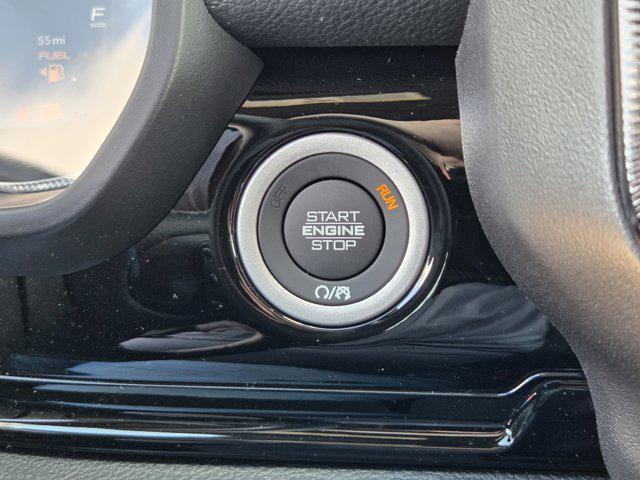 F
55 mi
FUEL
OFF
RUN
START
ENGINE
STOP